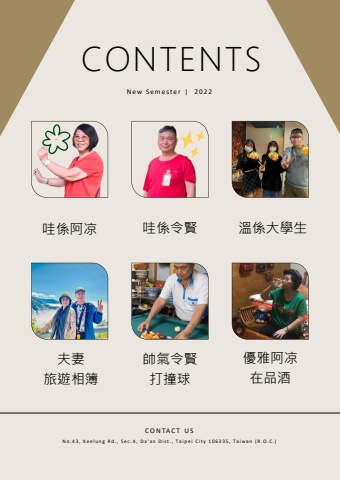 CONTENTS
New Semester | 2022
哇係阿凉
哇係令賢
溫係大學生
夫妻
旅遊相簿
帥氣令賢
打撞球
優雅阿凉
在品酒
CONTACT US
No.43, Keelung Rd., Sec.4, Da'an Dist., Taipei City 106335, Taiwan (R.O.C.)